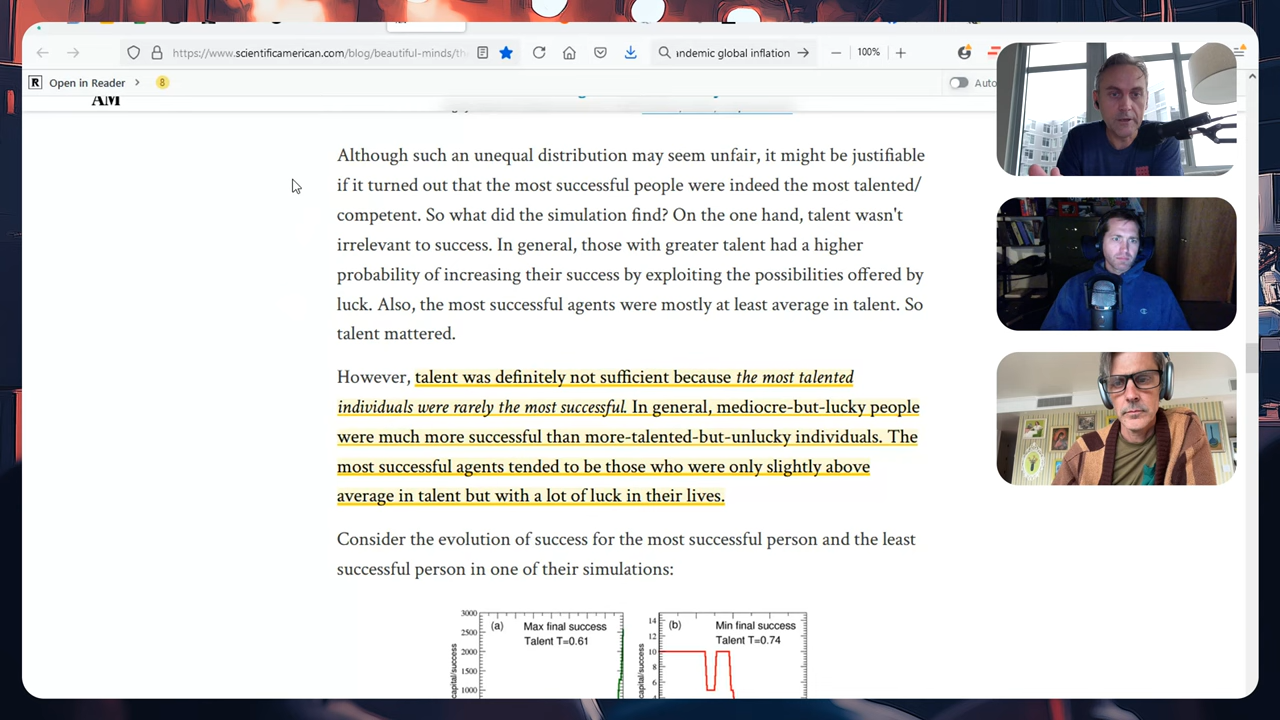 https://www.scientificamerican.com/blog/beautiful-minds/th
andemic global inflation
100%
Open in Reader
8
Auto
AM
Although such an unequal distribution may seem unfair, it might be justifiable
if it turned out that the most successful people were indeed the most talented/
competent. So what did the simulation find? On the one hand, talent wasn't
irrelevant to success. In general, those with greater talent had a higher
probability of increasing their success by exploiting the possibilities offered by
luck. Also, the most successful agents were mostly at least average in talent. So
talent mattered.
However, talent was definitely not sufficient because the most talented
individuals were rarely the most successful. In general, mediocre-but-lucky people
were much more successful than more-talented-but-unlucky individuals. The
most successful agents tended to be those who were only slightly above
average in talent but with a lot of luck in their lives.
Consider the evolution of success for the most successful person and the least
successful person in one of their simulations:
3000
2500
2000
1500
1000
capital/success
(a) Max final success
Talent T=0.61
14
12
10
8
6
4
capital/success
(b) Min final success
Talent T=0.74